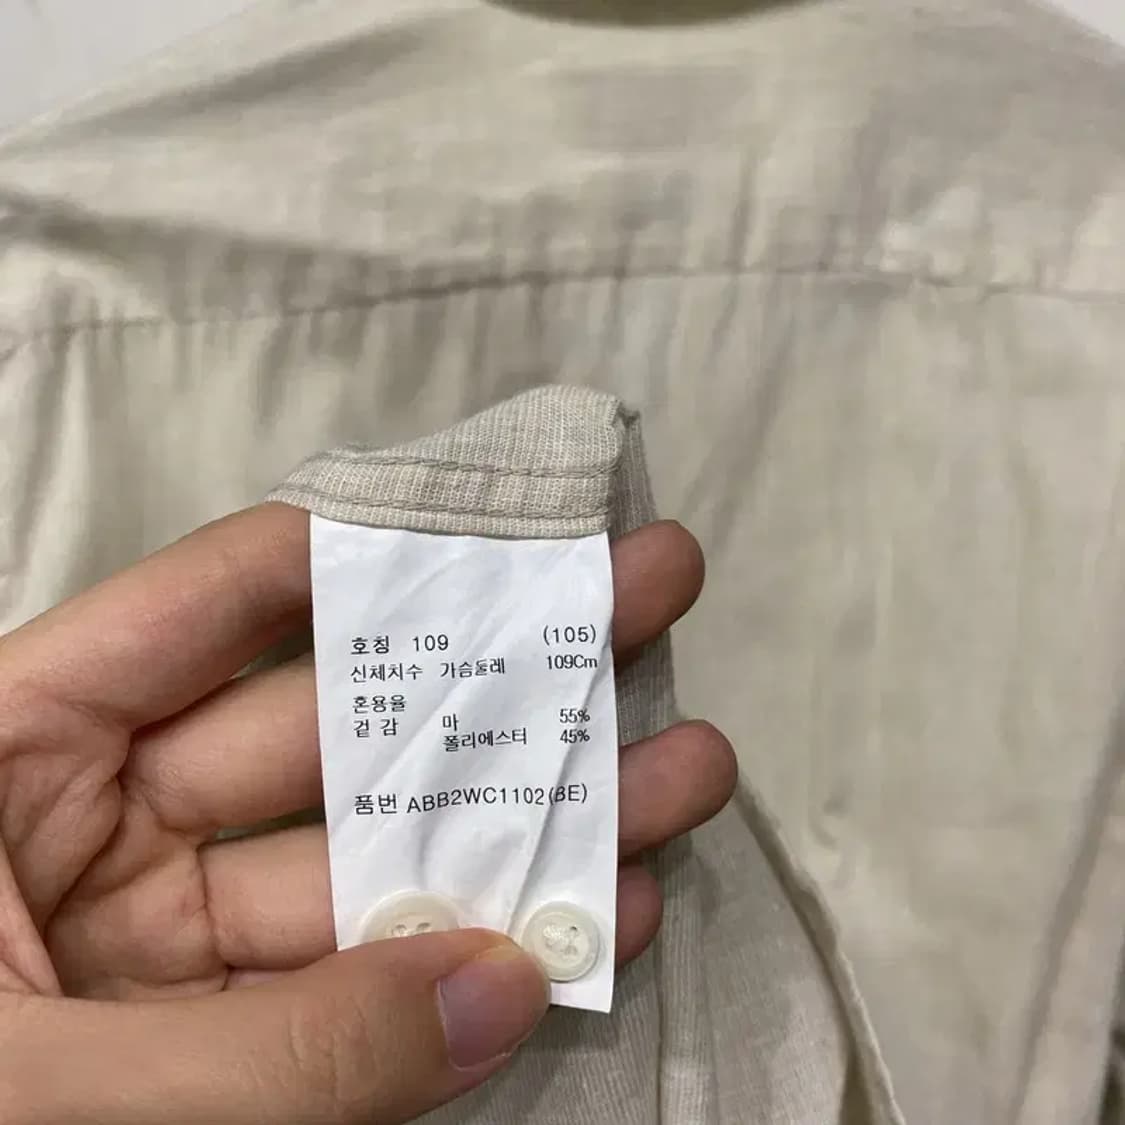 호칭 109 (105)
신체치수 가슴둘레 109Cm
혼용율
겉감 마 55%
폴리에스터 45%
품번 ABB2WC1102(BE)